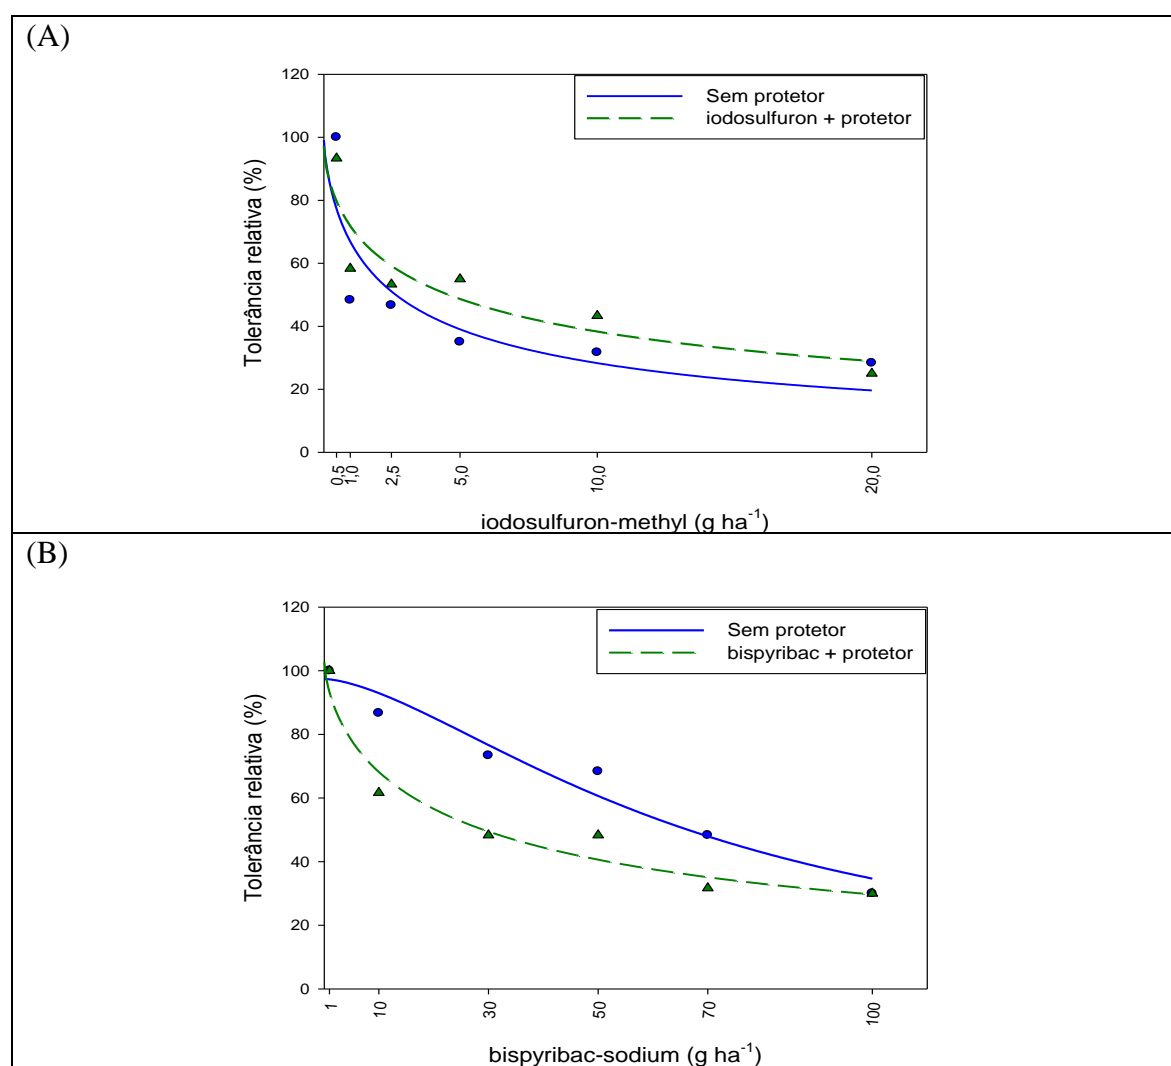 (A)
120
100
80
60
40
20
0
Tolerância relativa (%)
Sem protetor
iodosulfuron + protetor
0,5
1,0
2,5
5,0
10,0
20,0
iodosulfuron-methyl (g ha⁻¹)
(B)
120
100
80
60
40
20
0
Tolerância relativa (%)
Sem protetor
bispyribac + protetor
1
10
30
50
70
100
bispyribac-sodium (g ha⁻¹)